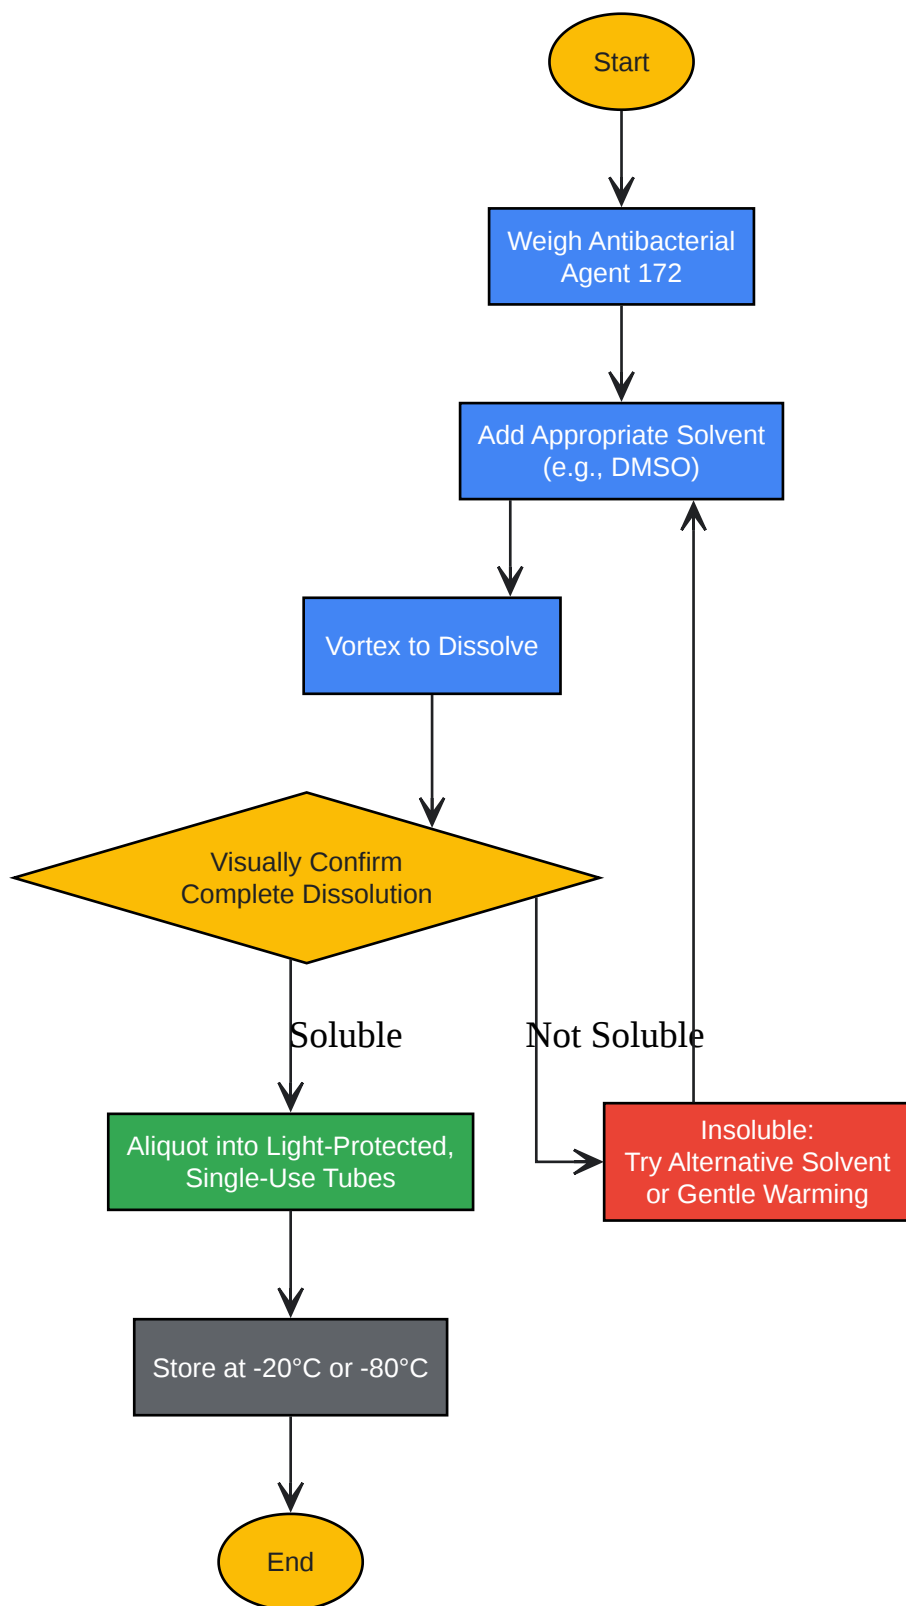 Start
Weigh Antibacterial
Agent 172
Add Appropriate Solvent
(e.g., DMSO)
Vortex to Dissolve
Visually Confirm
Complete Dissolution
Soluble
Not Soluble
Aliquot into Light-Protected,
Single-Use Tubes
Insoluble:
Try Alternative Solvent
or Gentle Warming
Store at -20°C or -80°C
End